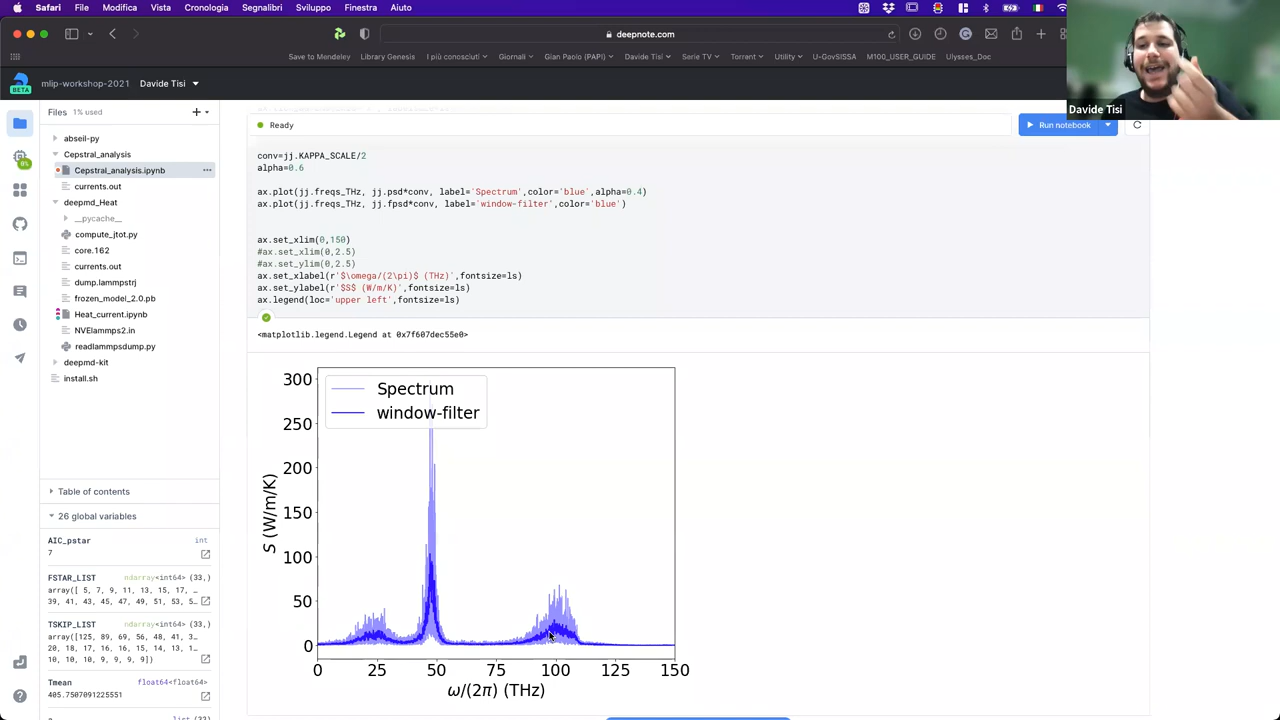 Safari File Modifica Vista Cronologia Segnalibri Sviluppo Finestra Aiuto
deepnote.com
Save to Mendeley Library Genesis I più conosciuti Giornali Gian Paolo (PAPI) Davide Tisi Serie TV Torrent Utility U-GovSISSA M100_USER_GUIDE Ulysses_Doc
Davide Tisi
BETA
mlip-workshop-2021 Davide Tisi
Files 1% used
abseil-py
Cepstral_analysis
Cepstral_analysis.ipynb
currents.out
deepmd_Heat
__pycache__
compute_jtot.py
core.162
currents.out
dump.lammpstrj
frozen_model_2.0.pb
Heat_current.ipynb
NVElammps2.in
readlammpsdump.py
deepmd-kit
install.sh
Table of contents
26 global variables
AIC_pstar int
7
FSTAR_LIST ndarray<int64> (33,)
array([ 5, 7, 9, 11, 13, 15, 17, …
39, 41, 43, 45, 47, 49, 51, 53, 5…
TSKIP_LIST ndarray<int64> (33,)
array([125, 89, 69, 56, 48, 41, 3…
20, 18, 17, 16, 16, 15, 14, 13, 1…
10, 10, 10, 9, 9, 9, 9])
Tmean float64<float64>
405.7507091225551
Ready
Run notebook
conv=jj.KAPPA_SCALE/2
alpha=0.6
ax.plot(jj.freqs_THz, jj.psd*conv, label='Spectrum',color='blue',alpha=0.4)
ax.plot(jj.freqs_THz, jj.fpsd*conv, label='window-filter',color='blue')
ax.set_xlim(0,150)
#ax.set_xlim(0,2.5)
#ax.set_ylim(0,2.5)
ax.set_xlabel(r'$\omega/(2\pi)$ (THz)',fontsize=ls)
ax.set_ylabel(r'$S$ (W/m/K)',fontsize=ls)
ax.legend(loc='upper left',fontsize=ls)
<matplotlib.legend.Legend at 0x7f607dec55e0>
Spectrum
window-filter
300
250
200
150
100
50
0
S (W/m/K)
0 25 50 75 100 125 150
ω/(2π) (THz)